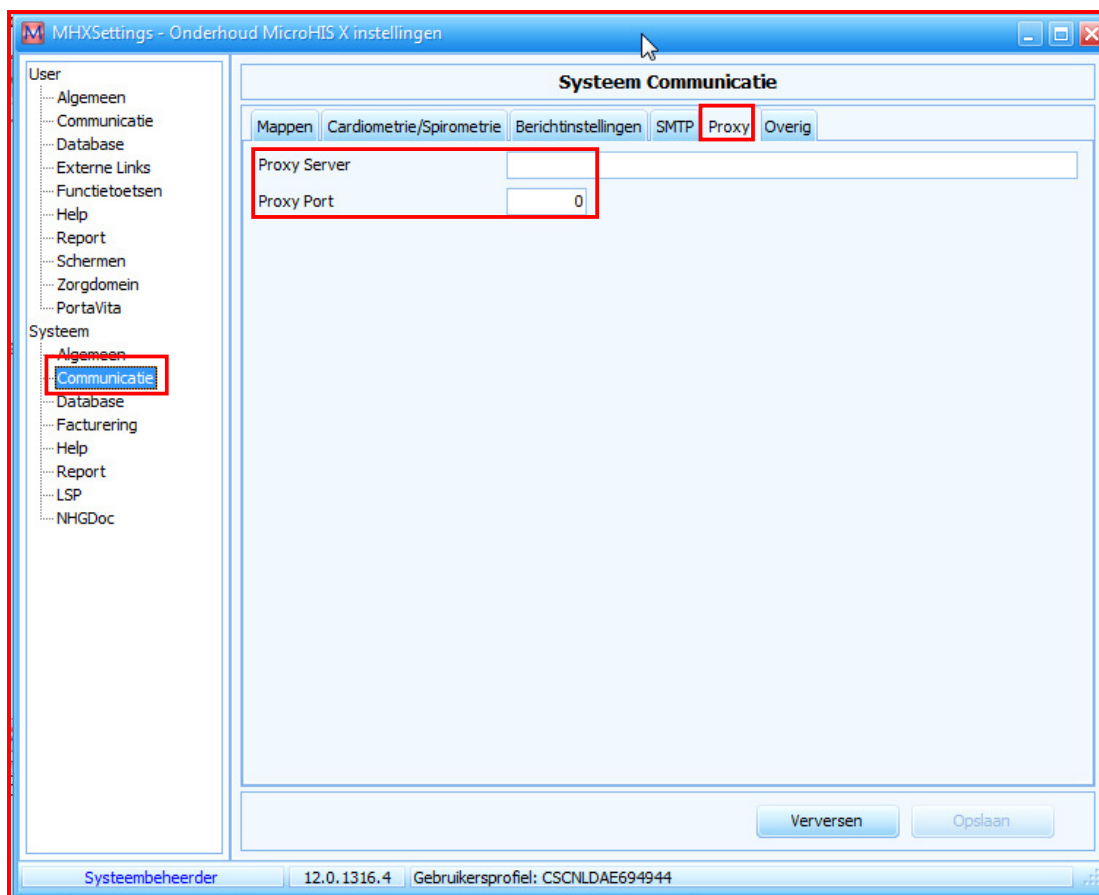 MHXSettings - Onderhoud MicroHIS X instellingen
User
Algemeen
Communicatie
Database
Externe Links
Functietoetsen
Help
Report
Schermen
Zorgdomein
PortaVita
Systeem
Algemeen
Communicatie
Database
Facturering
Help
Report
LSP
NHGDoc
Systeem Communicatie
Mappen Cardiometrie/Spirometrie Berichtinstellingen SMTP Proxy Overig
Proxy Server
Proxy Port 0
Verversen Opslaan
Systeembeheerder 12.0.1316.4 Gebruikersprofiel: CSCNLDAE694944